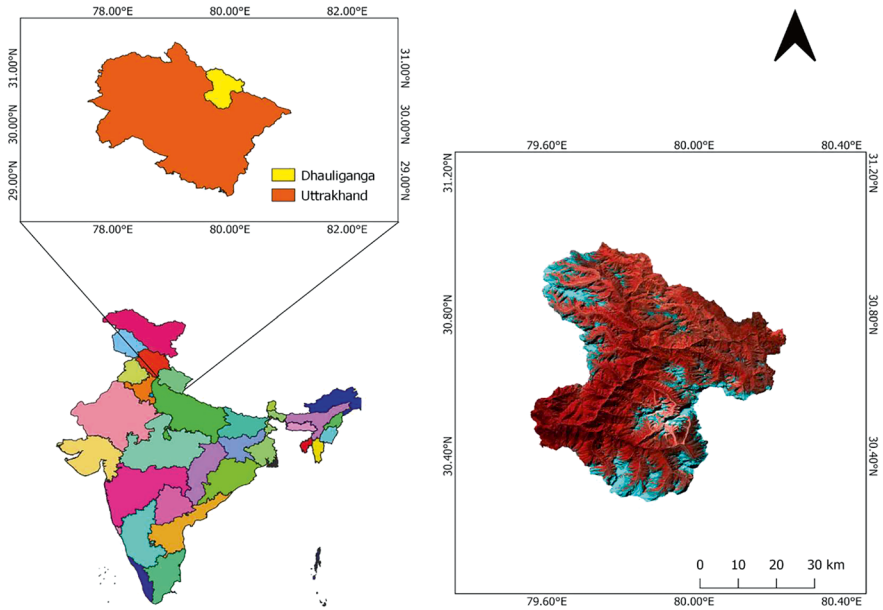 78.00°E 80.00°E 82.00°E
31.00°N 31.00°N
30.00°N 30.00°N
29.00°N 29.00°N
Dhauliganga
Uttrakhand
78.00°E 80.00°E 82.00°E
79.60°E 80.00°E 80.40°E
31.20°N 31.20°N
30.80°N 30.80°N
30.40°N 30.40°N
0 10 20 30 km
79.60°E 80.00°E 80.40°E